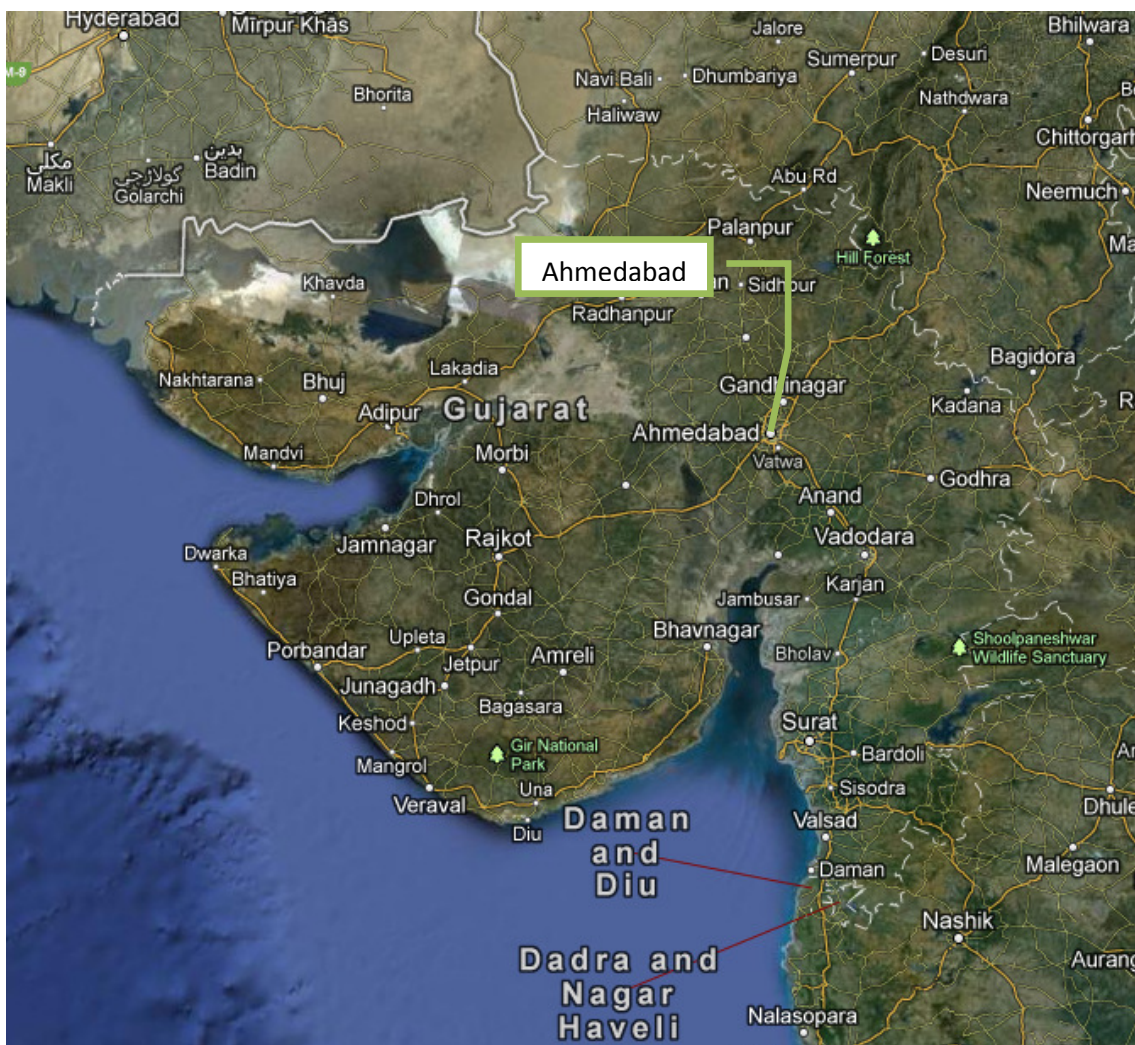 Hyderabad
Mīrpur Khās
Jalore
Bhilwara
Desuri
Sumerpur
M-9
Navi Bali
Dhumbariya
Bhorita
Nathdwara
Haliwaw
Chittorgarh
مکلی
Makli
کولاڑچی
Golarchi
بدین
Badin
Abu Rd
Neemuch
Palanpur
Hill Forest
Ahmedabad
Khavda
Sidhpur
Radhanpur
Bagidora
Lakadia
Nakhtarana
Bhuj
Gandhinagar
Kadana
Adipur
Gujarat
Ahmedabad
Mandvi
Morbi
Vatwa
Godhra
Dhrol
Anand
Jamnagar
Rajkot
Vadodara
Dwarka
Bhatiya
Karjan
Gondal
Jambusar
Bhavnagar
Upleta
Shoolpaneshwar
Wildlife Sanctuary
Porbandar
Jetpur
Amreli
Bholav
Junagadh
Bagasara
Keshod
Surat
Gir National
Park
Bardoli
Mangrol
Una
Sisodra
Veraval
Dhule
Diu
Daman
and
Diu
Valsad
Malegaon
Daman
Nashik
Dadra and
Nagar
Haveli
Aurang
Nalasopara